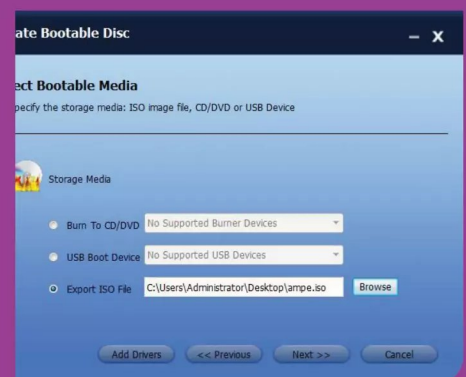 ate Bootable Disc
ect Bootable Media
pecify the storage media: ISO image file, CD/DVD or USB Device
Storage Media
Burn To CD/DVD No Supported Burner Devices
USB Boot Device No Supported USB Devices
Export ISO File C:\Users\Administrator\Desktop\ampe.iso Browse
Add Drivers << Previous Next >> Cancel